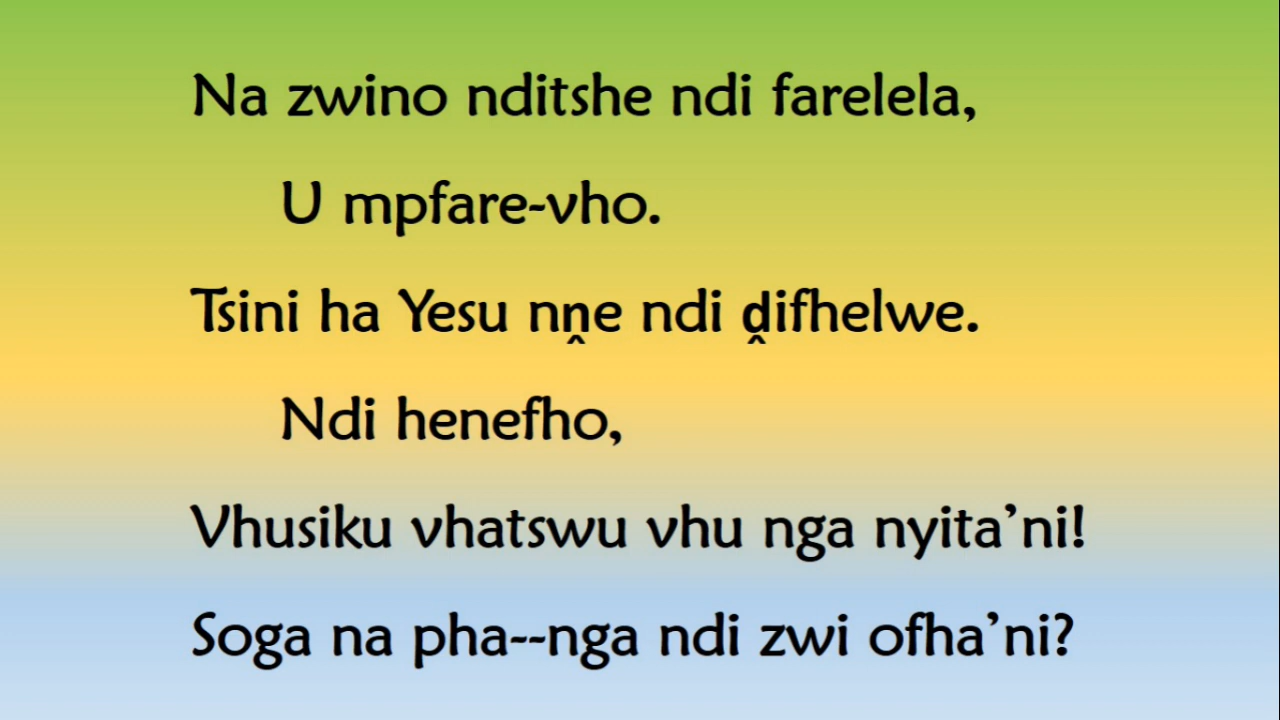 Na zwino nditshe ndi farelela,
U mpfare-vho.
Tsini ha Yesu nṋe ndi ḓifhelwe.
Ndi henefho,
Vhusiku vhatswu vhu nga nyita’ni!
Soga na pha--nga ndi zwi ofha’ni?